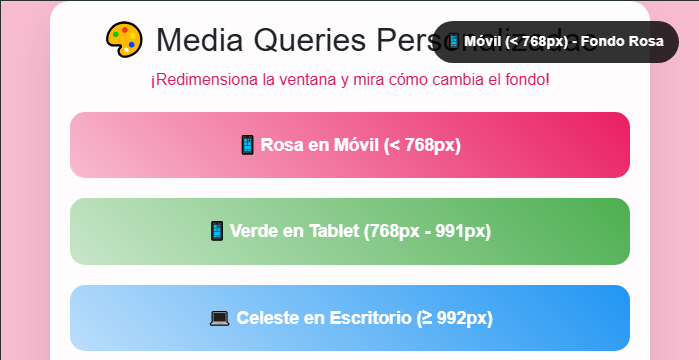 🎨 Media Queries Personalizadas
📱 Móvil (< 768px) - Fondo Rosa
¡Redimensiona la ventana y mira cómo cambia el fondo!
📱 Rosa en Móvil (< 768px)
📱 Verde en Tablet (768px - 991px)
💻 Celeste en Escritorio (≥ 992px)